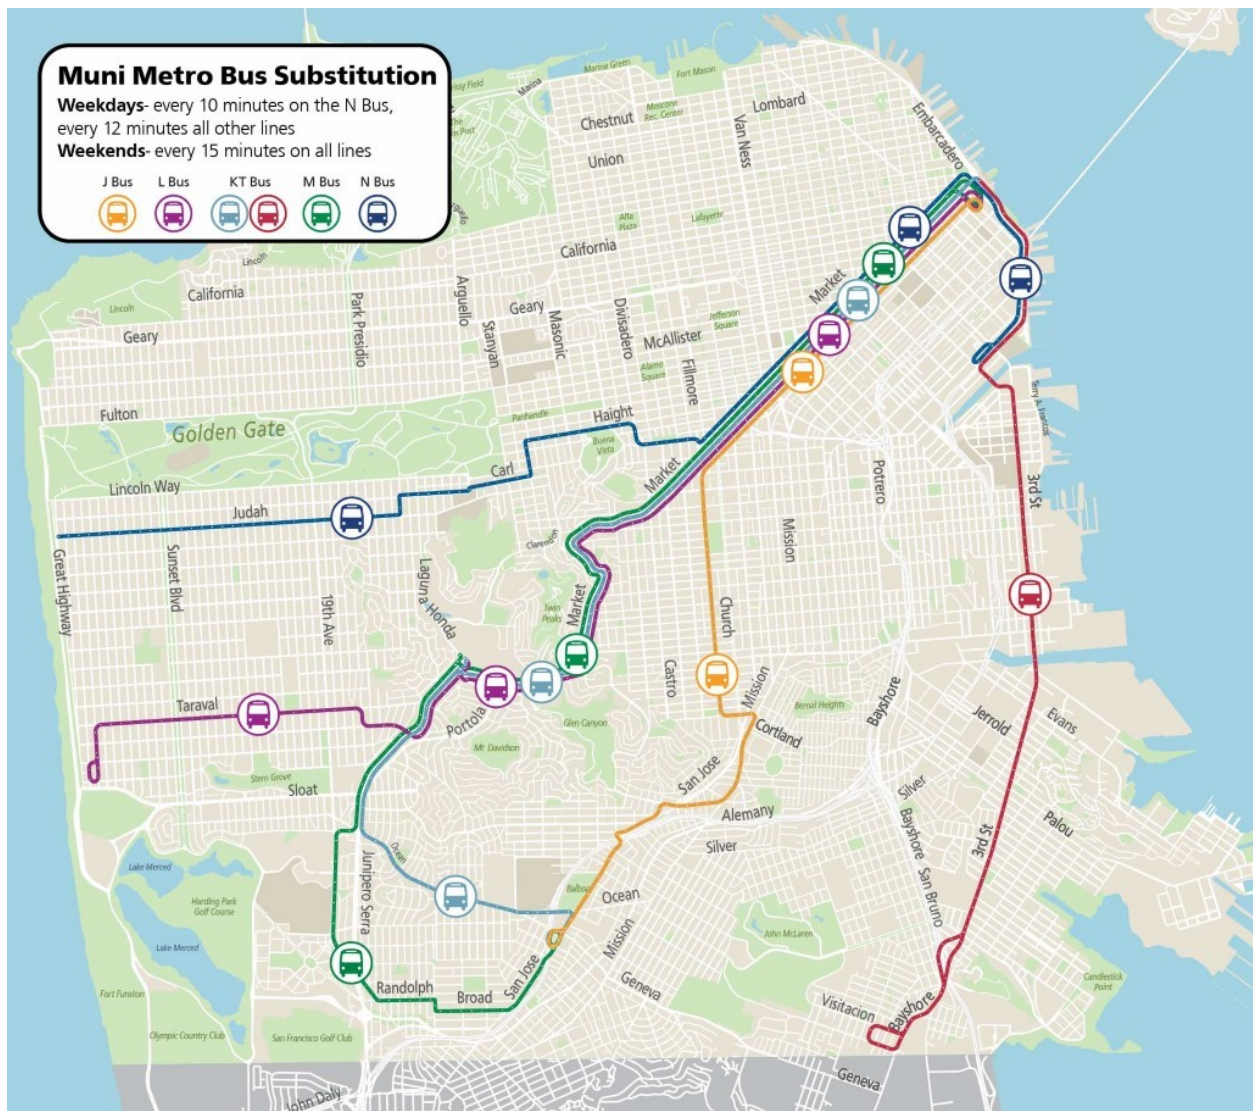 Muni Metro Bus Substitution
Weekdays- every 10 minutes on the N Bus,
every 12 minutes all other lines
Weekends- every 15 minutes on all lines
J Bus
L Bus
KT Bus
M Bus
N Bus
Marina Green
Fort Mason
Marina
Moscone
Rec. Center
Lombard
Chestnut
Van Ness
Embarcadero
Union
Alta
Plaza
Lafayette
California
Lincoln
California
Park Presidio
Arguello
Geary
Market
Stanyan
Masonic
Divisadero
Jefferson
Square
Lincoln
Geary
McAllister
Alamo
Square
Fillmore
Terry A. Francois
Fulton
Panhandle
Haight
Golden Gate
Buena
Vista
Carl
Market
Potrero
3rd St
Lincoln Way
Judah
Clarendon
Mission
Great Highway
Sunset Blvd
19th Ave
Laguna Honda
Twin
Peaks
Market
Church
Castro
Mission
Bayshore
Taraval
Portola
Glen Canyon
Bernal Heights
Cortland
Jerrold
Evans
Mt Davidson
Stern Grove
Sloat
San Jose
Alemany
Silver
Silver
Bayshore
Palou
3rd St
Lake Merced
Ocean
Junipero Serra
Harding Park
Golf Course
Balboa
Ocean
San Bruno
Lake Merced
Mission
John McLaren
San Jose
Geneva
Candlestick
Point
Fort Funston
Randolph
Broad
Visitacion
Bayshore
Olympic Country Club
San Francisco Golf Club
Geneva
John Daly